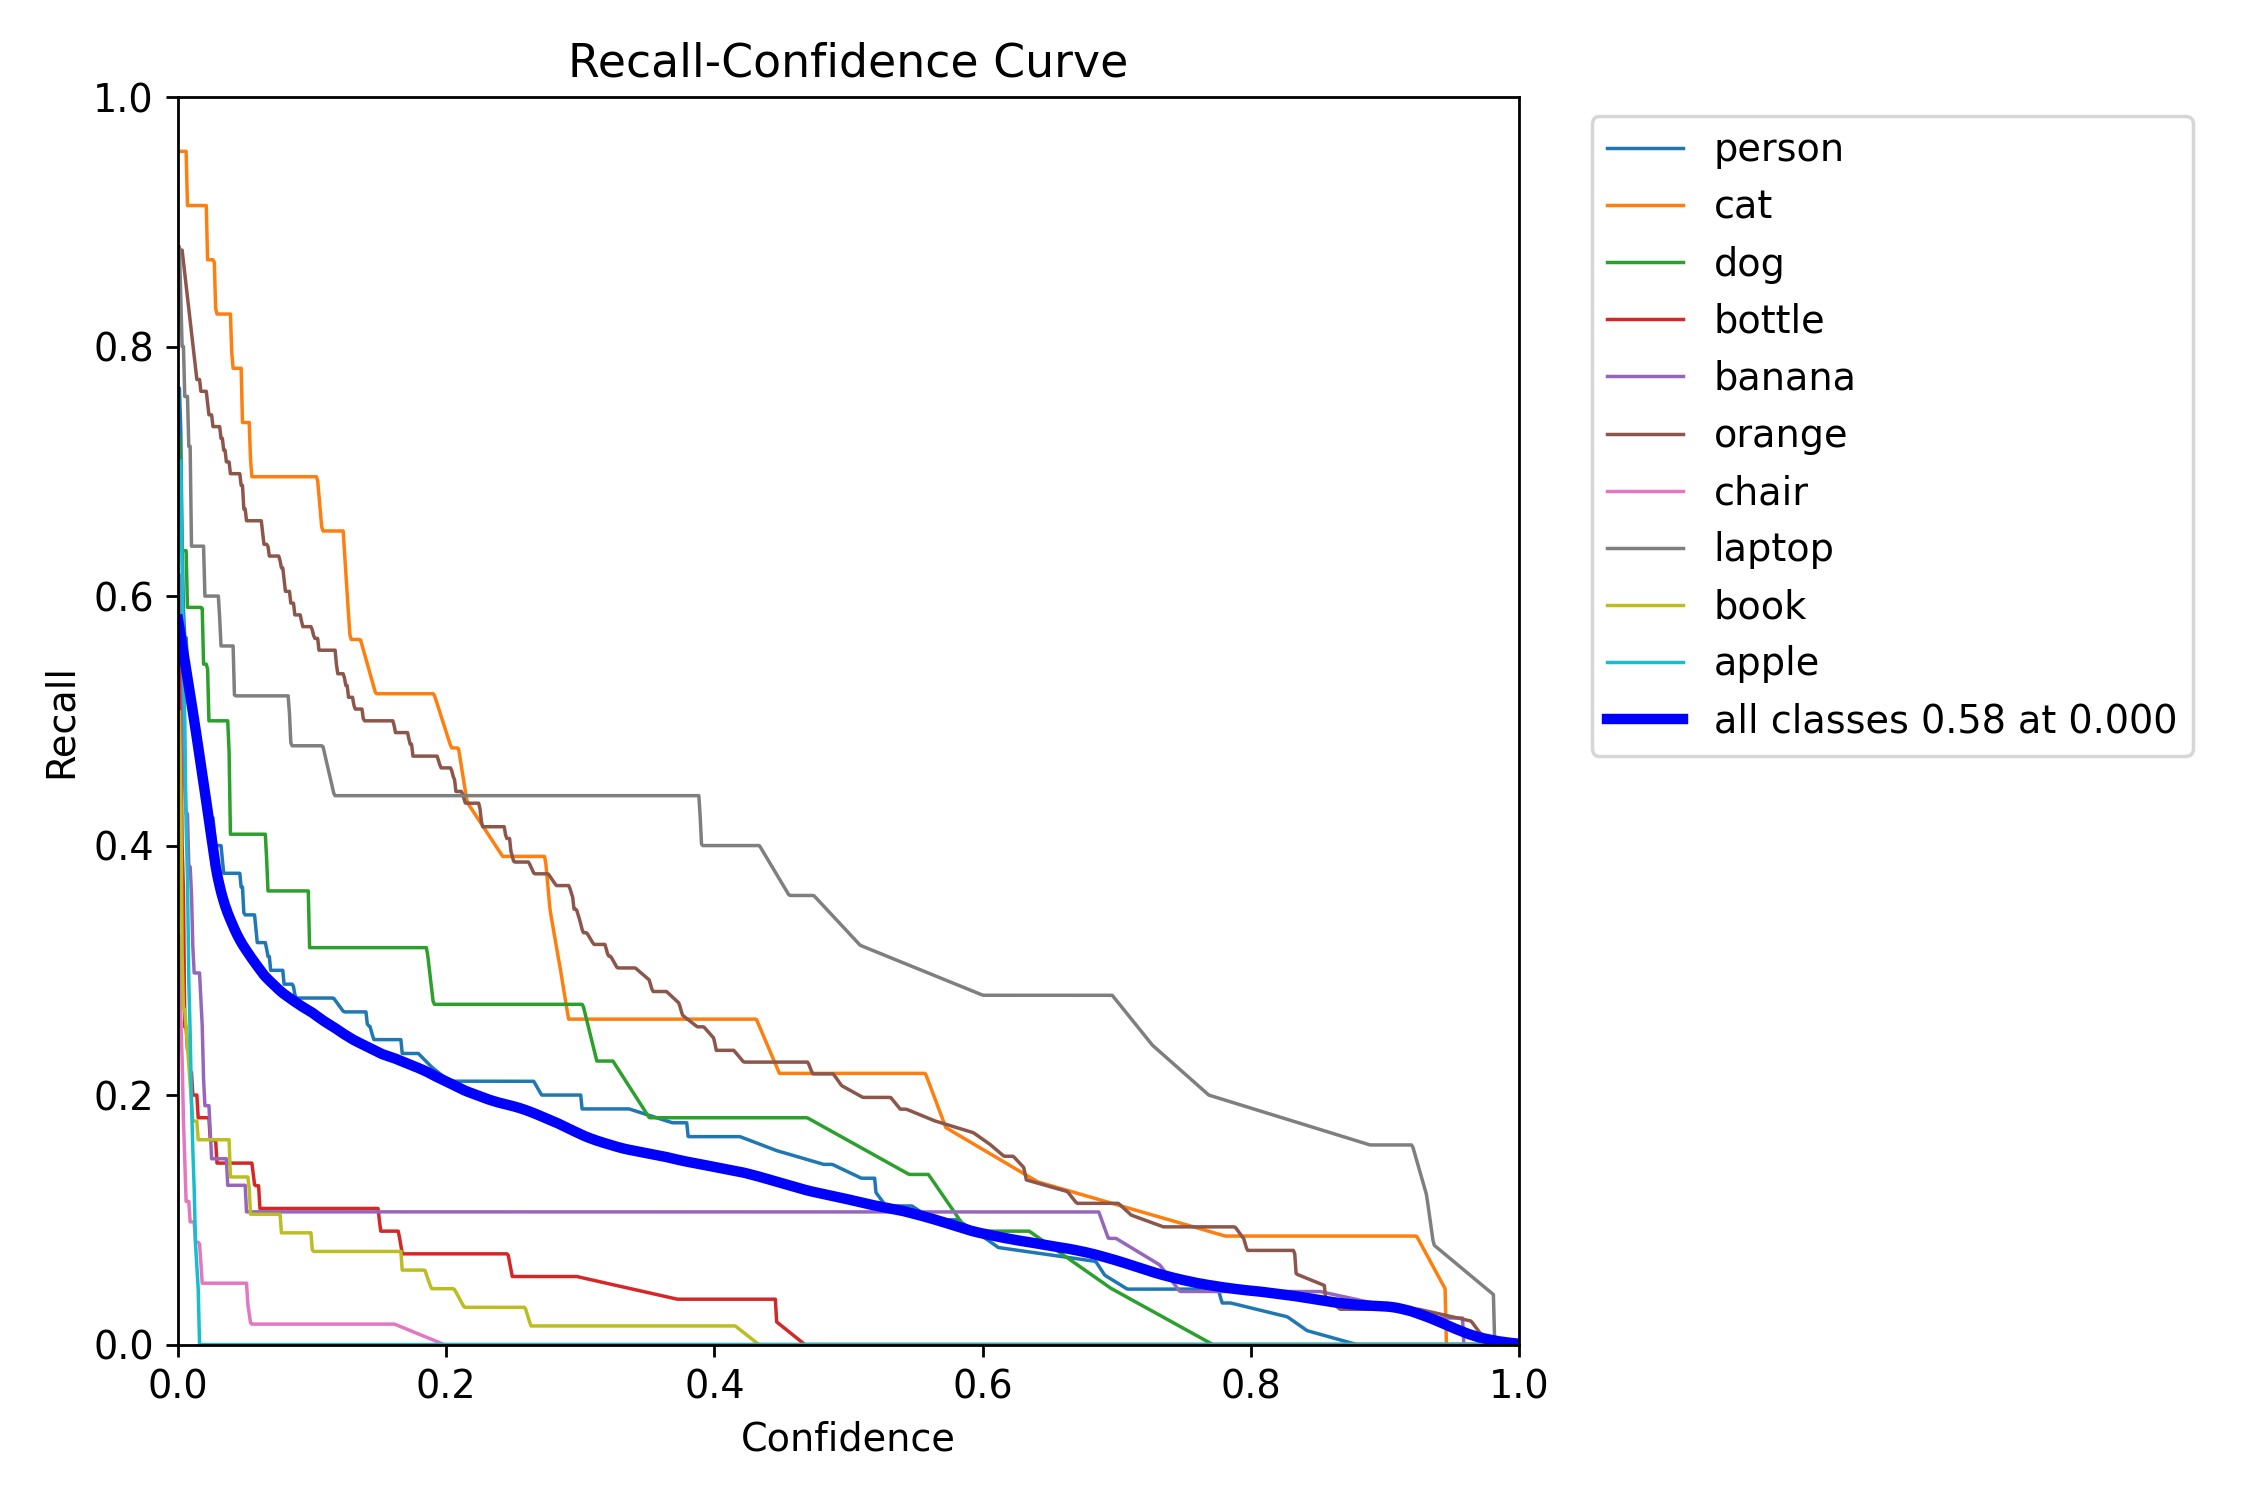 Recall-Confidence Curve
1.0
0.8
0.6
0.4
0.2
0.0
Recall
0.0 0.2 0.4 0.6 0.8 1.0
Confidence
person
cat
dog
bottle
banana
orange
chair
laptop
book
apple
all classes 0.58 at 0.000